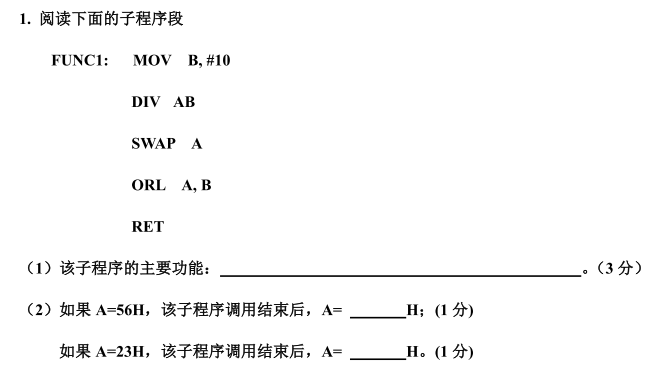 1. 阅读下面的子程序段
FUNC1: MOV B, #10
DIV AB
SWAP A
ORL A, B
RET
（1）该子程序的主要功能：____________________。（3 分）
（2）如果 A=56H，该子程序调用结束后，A= ______H；(1 分)
如果 A=23H，该子程序调用结束后，A= ______H。(1 分)